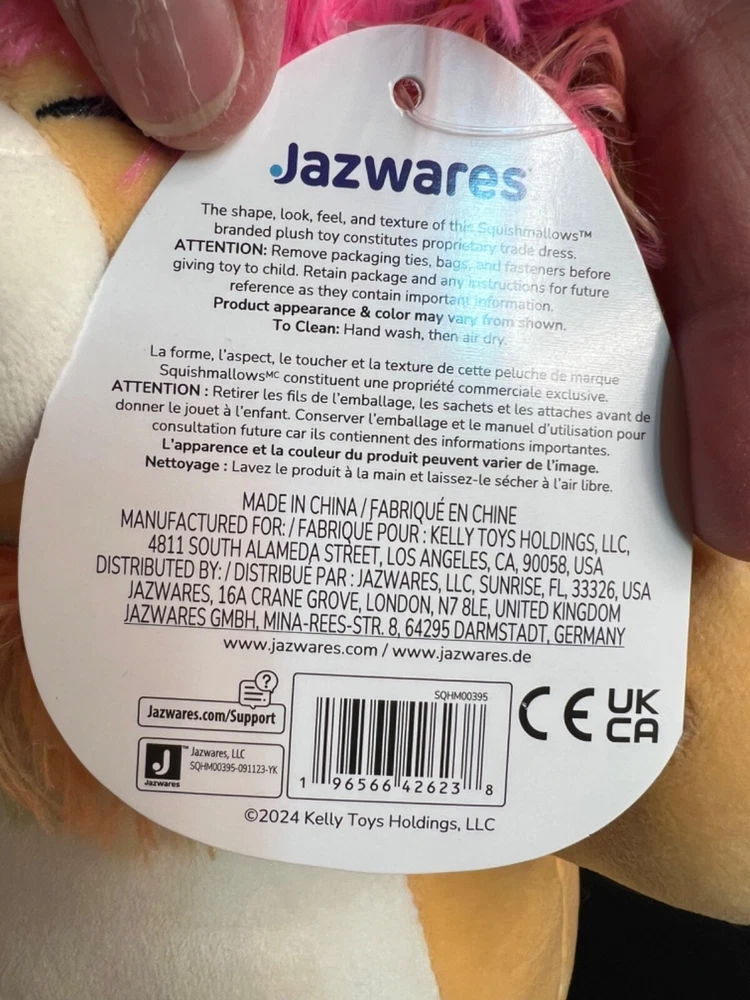 Jazwares
The shape, look, feel, and texture of this Squishmallows™
branded plush toy constitutes proprietary trade dress.
ATTENTION: Remove packaging ties, bags, and fasteners before
giving toy to child. Retain package and any instructions for future
reference as they contain important information.
Product appearance & color may vary from shown.
To Clean: Hand wash, then air dry.
La forme, l'aspect, le toucher et la texture de cette peluche de marque
Squishmallowsᴹᶜ constituent une propriété commerciale exclusive.
ATTENTION : Retirer les fils de l'emballage, les sachets et les attaches avant de
donner le jouet à l'enfant. Conserver l'emballage et le manuel d'utilisation pour
consultation future car ils contiennent des informations importantes.
L'apparence et la couleur du produit peuvent varier de l'image.
Nettoyage : Lavez le produit à la main et laissez-le sécher à l'air libre.
MADE IN CHINA / FABRIQUÉ EN CHINE
MANUFACTURED FOR: / FABRIQUÉ POUR : KELLY TOYS HOLDINGS, LLC,
4811 SOUTH ALAMEDA STREET, LOS ANGELES, CA, 90058, USA
DISTRIBUTED BY: / DISTRIBUÉ PAR : JAZWARES, LLC, SUNRISE, FL, 33326, USA
JAZWARES, 16A CRANE GROVE, LONDON, N7 8LE, UNITED KINGDOM
JAZWARES GMBH, MINA-REES-STR. 8, 64295 DARMSTADT, GERMANY
www.jazwares.com / www.jazwares.de
?
Jazwares.com/Support
SQHM00395
CE UK
CA
J ™ Jazwares, LLC
SQHM00395-091123-YK
Jazwares
1 96566 42623 8
©2024 Kelly Toys Holdings, LLC